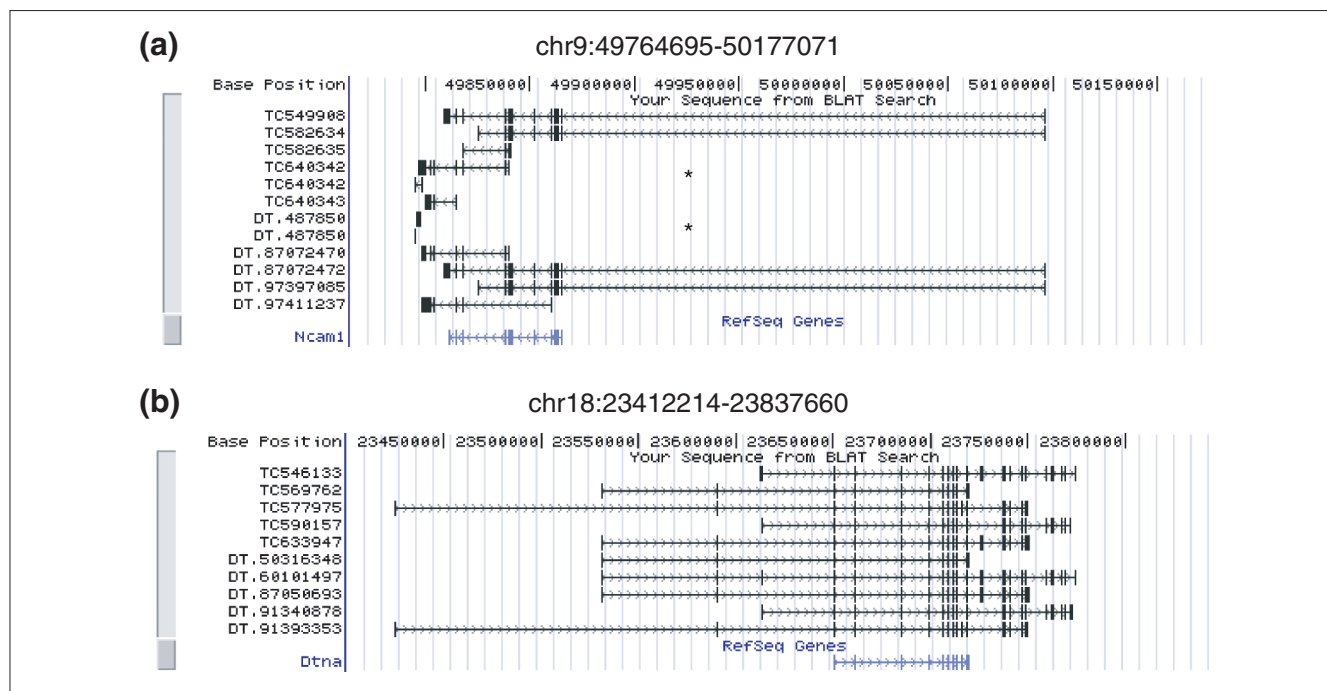 (a) chr9:49764695-50177071
Base Position | 49850000| 49900000| 49950000| 50000000| 50050000| 50100000| 50150000|
Your Sequence from BLAT Search
TC549908
TC582634
TC582635
TC640342
*
TC640342
TC640343
DT.487850
*
DT.487850
DT.87072470
DT.87072472
DT.97397085
DT.97411237
RefSeq Genes
Ncam1
(b) chr18:23412214-23837660
Base Position 23450000| 23500000| 23550000| 23600000| 23650000| 23700000| 23750000| 23800000|
Your Sequence from BLAT Search
TC546133
TC569762
TC577975
TC590157
TC633947
DT.50316348
DT.60101497
DT.87050693
DT.91340878
DT.91393353
RefSeq Genes
Dtna